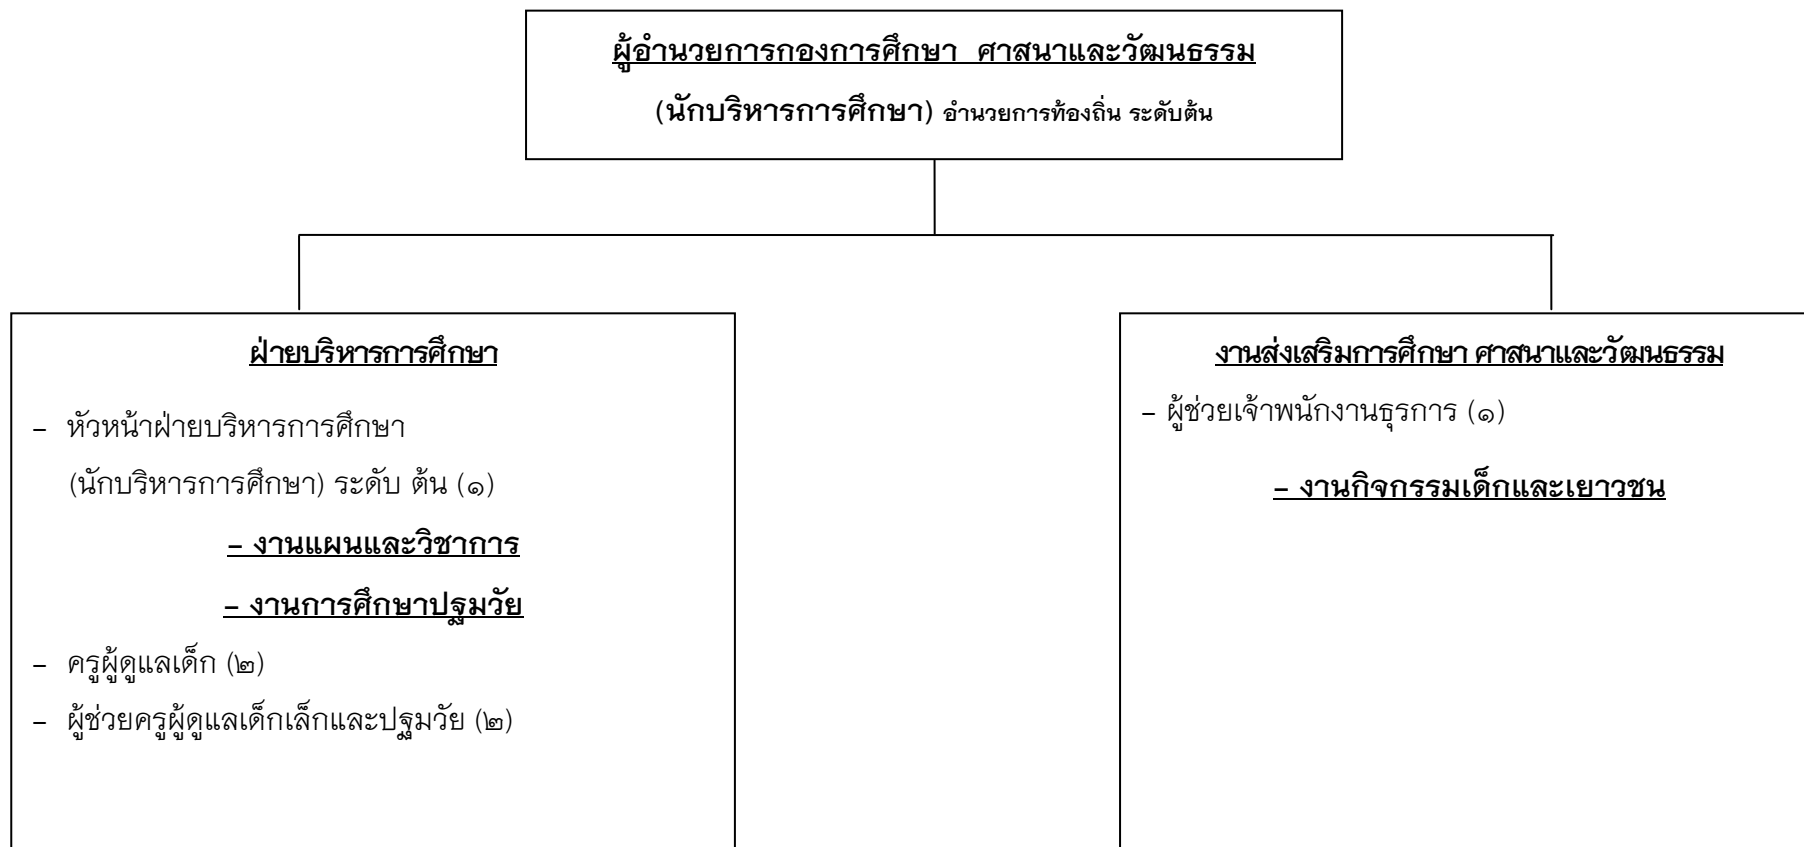 ผู้อำนวยการกองการศึกษา ศาสนาและวัฒนธรรม
(นักบริหารการศึกษา) อำนวยการท้องถิ่น ระดับต้น
ฝ่ายบริหารการศึกษา
– หัวหน้าฝ่ายบริหารการศึกษา
(นักบริหารการศึกษา) ระดับ ต้น (๑)
– งานแผนและวิชาการ
– งานการศึกษาปฐมวัย
– ครูผู้ดูแลเด็ก (๒)
– ผู้ช่วยครูผู้ดูแลเด็กเล็กและปฐมวัย (๒)
งานส่งเสริมการศึกษา ศาสนาและวัฒนธรรม
– ผู้ช่วยเจ้าพนักงานธุรการ (๑)
– งานกิจกรรมเด็กและเยาวชน